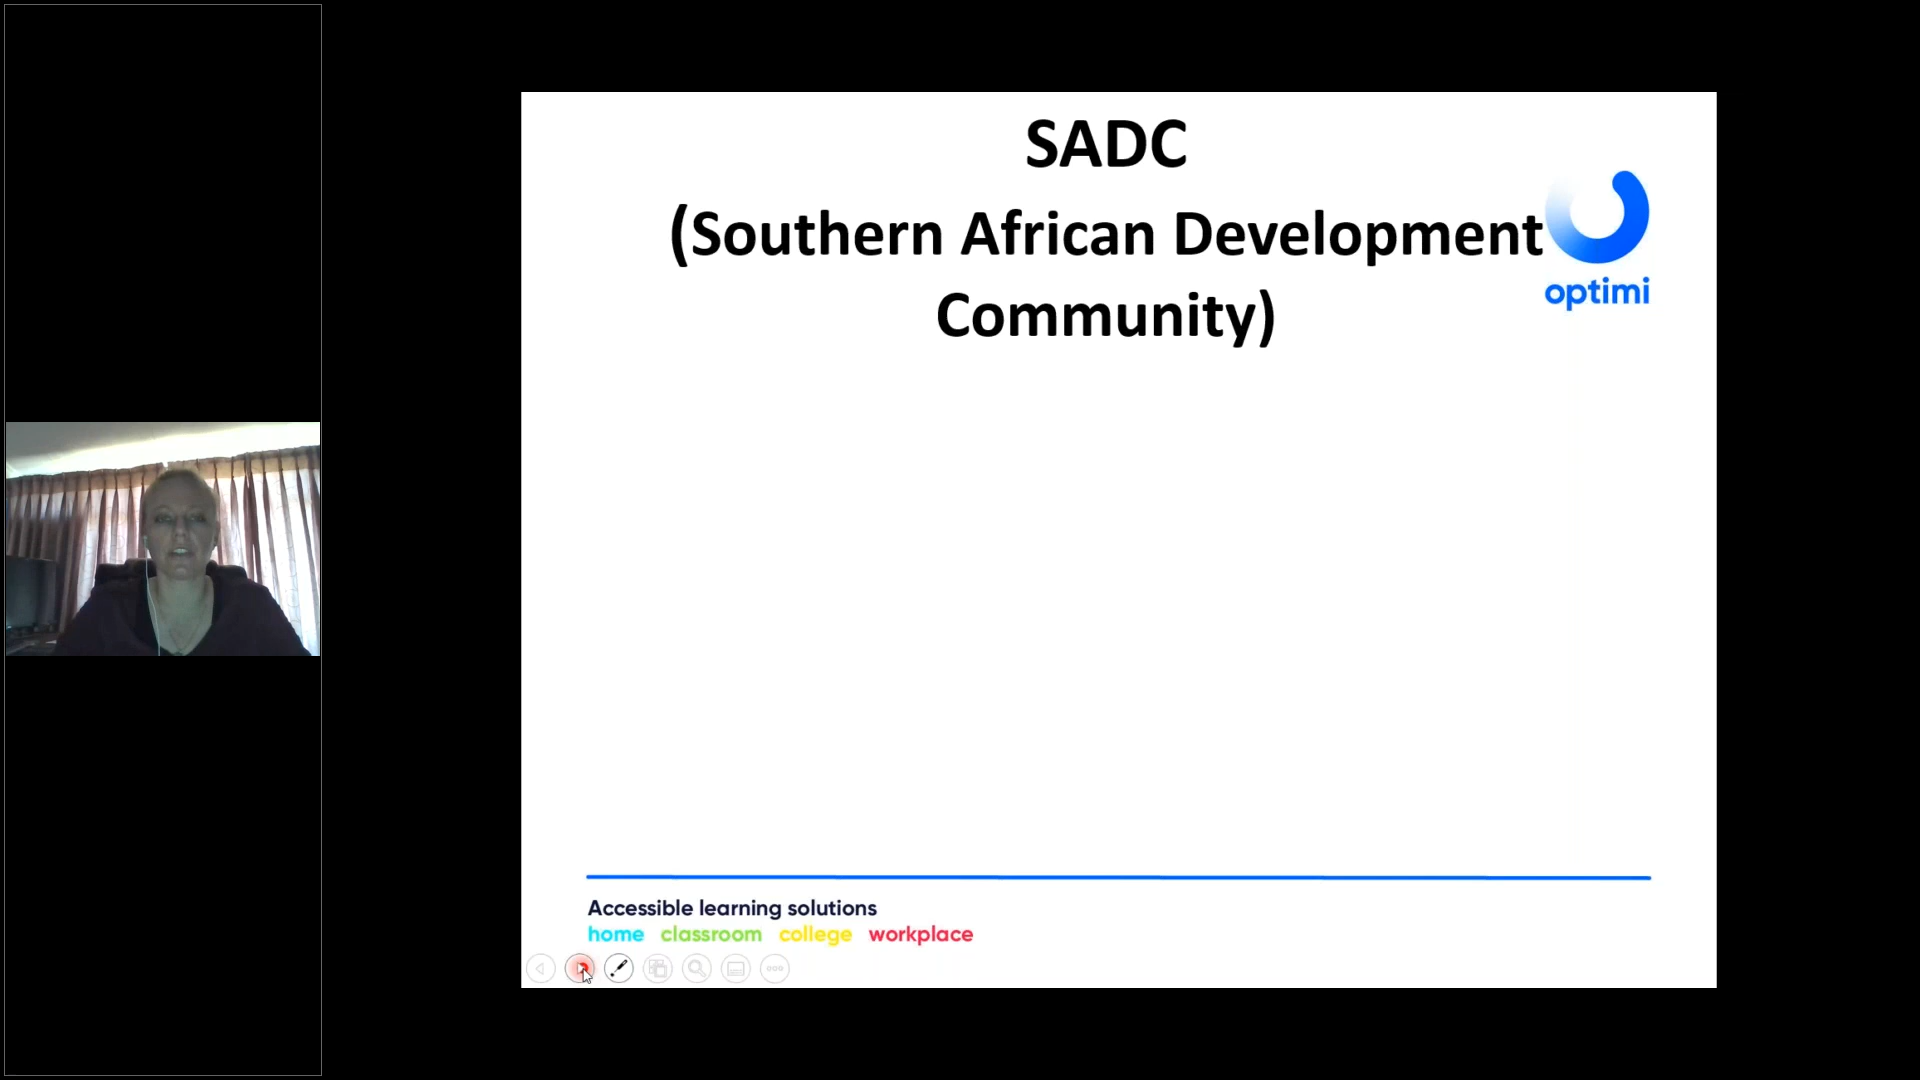 SADC
(Southern African Development
Community)
optimi
Accessible learning solutions
home classroom college workplace